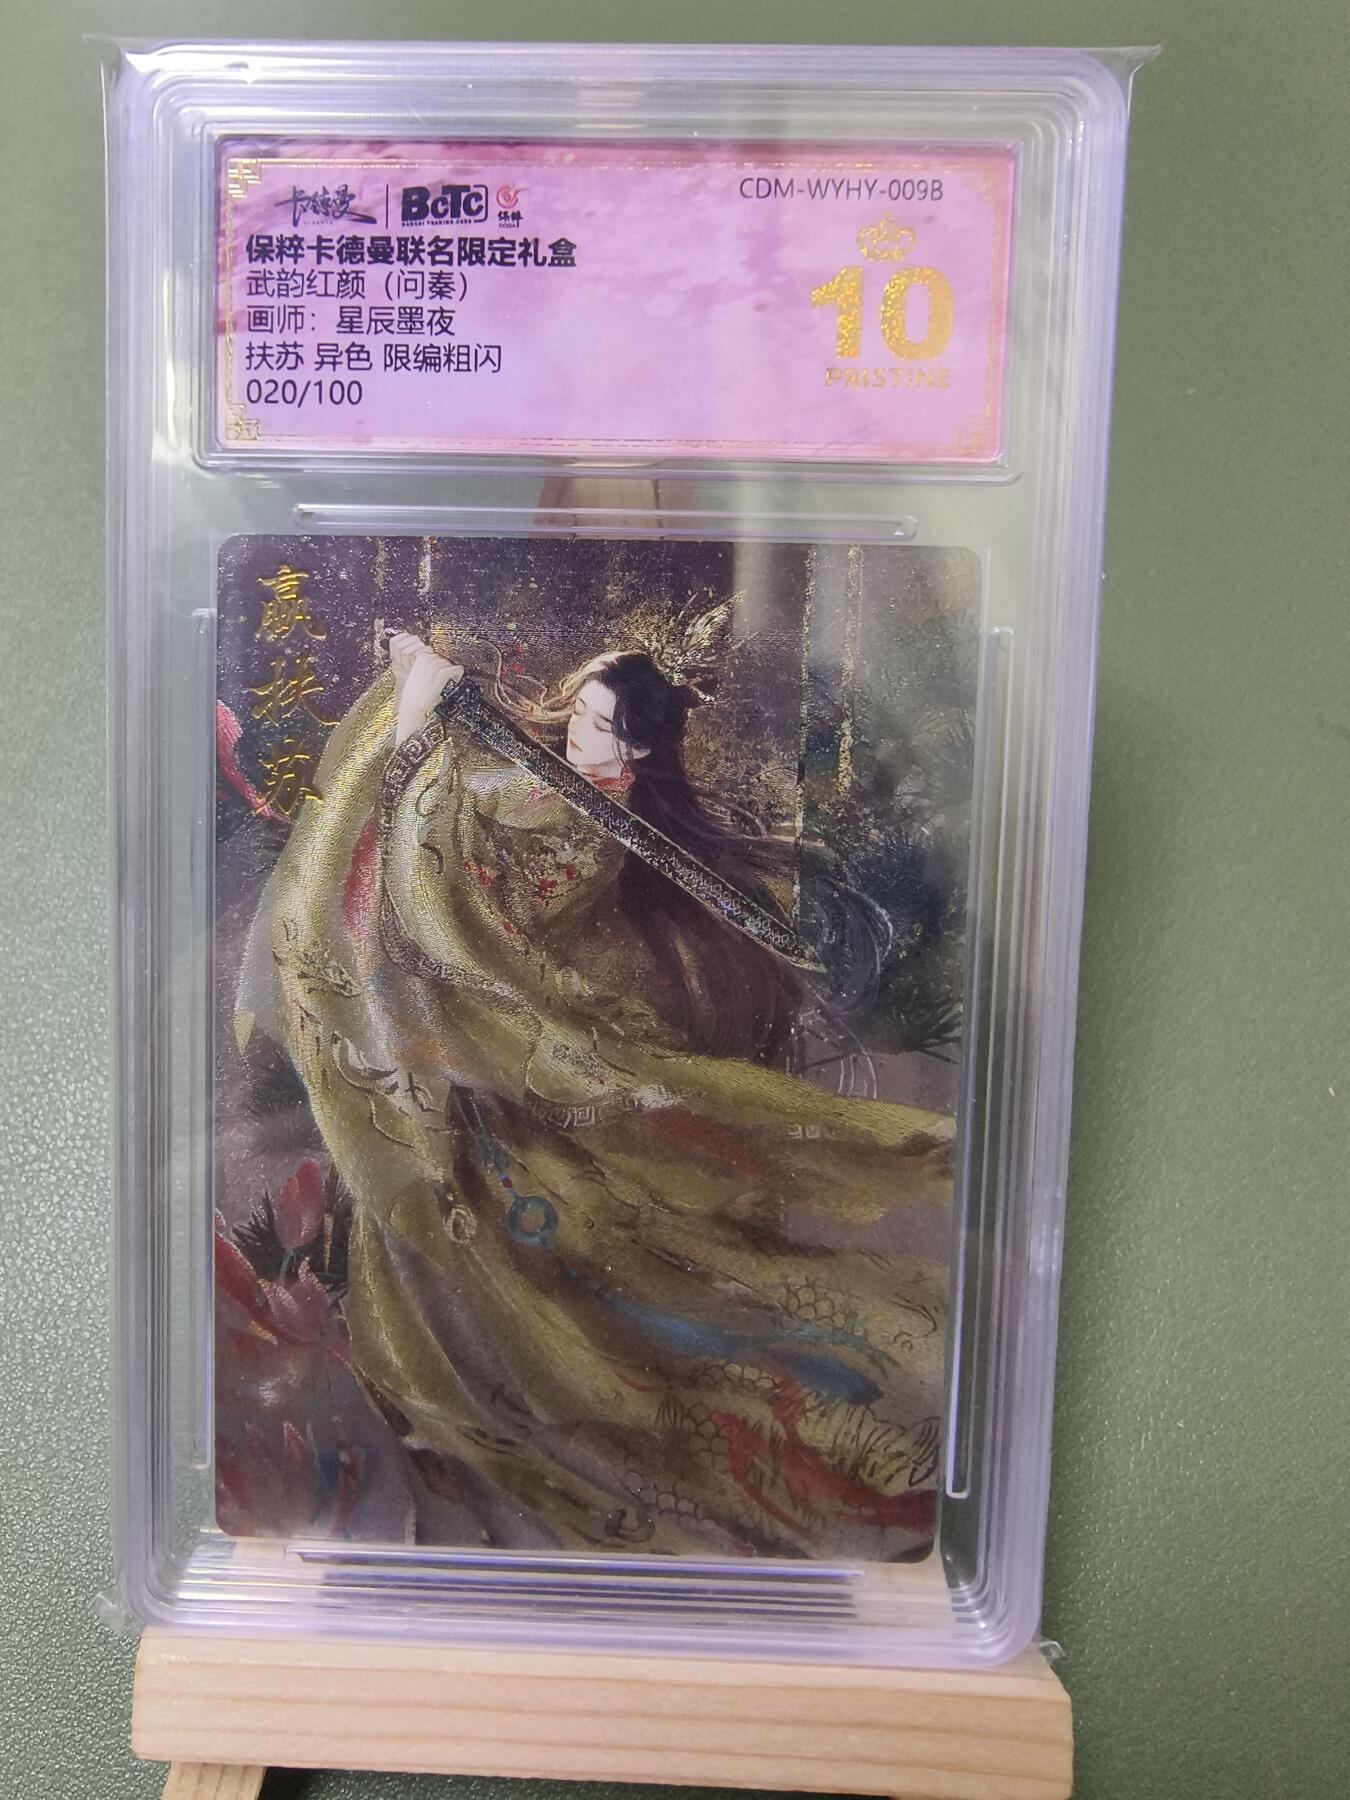 卡德曼 BCTC 保粹
CDM-WYHY-009B
保粹卡德曼联名限定礼盒
武韵红颜（问秦）
画师：星辰墨夜
扶苏 异色 限编粗闪
020/100
10
PRISTINE
嬴扶苏